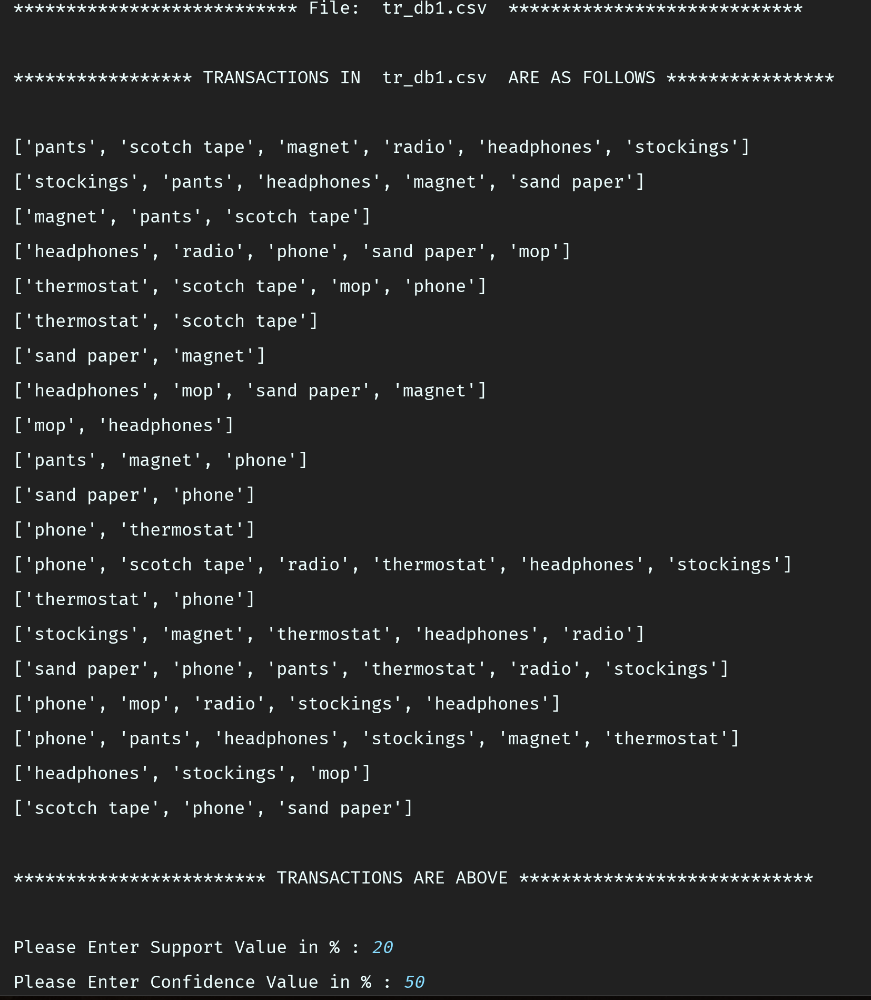 *************************** File:  tr_db1.csv  ****************************
***************** TRANSACTIONS IN  tr_db1.csv  ARE AS FOLLOWS ****************
['pants', 'scotch tape', 'magnet', 'radio', 'headphones', 'stockings']
['stockings', 'pants', 'headphones', 'magnet', 'sand paper']
['magnet', 'pants', 'scotch tape']
['headphones', 'radio', 'phone', 'sand paper', 'mop']
['thermostat', 'scotch tape', 'mop', 'phone']
['thermostat', 'scotch tape']
['sand paper', 'magnet']
['headphones', 'mop', 'sand paper', 'magnet']
['mop', 'headphones']
['pants', 'magnet', 'phone']
['sand paper', 'phone']
['phone', 'thermostat']
['phone', 'scotch tape', 'radio', 'thermostat', 'headphones', 'stockings']
['thermostat', 'phone']
['stockings', 'magnet', 'thermostat', 'headphones', 'radio']
['sand paper', 'phone', 'pants', 'thermostat', 'radio', 'stockings']
['phone', 'mop', 'radio', 'stockings', 'headphones']
['phone', 'pants', 'headphones', 'stockings', 'magnet', 'thermostat']
['headphones', 'stockings', 'mop']
['scotch tape', 'phone', 'sand paper']
************************ TRANSACTIONS ARE ABOVE ****************************
Please Enter Support Value in % : 20
Please Enter Confidence Value in % : 50